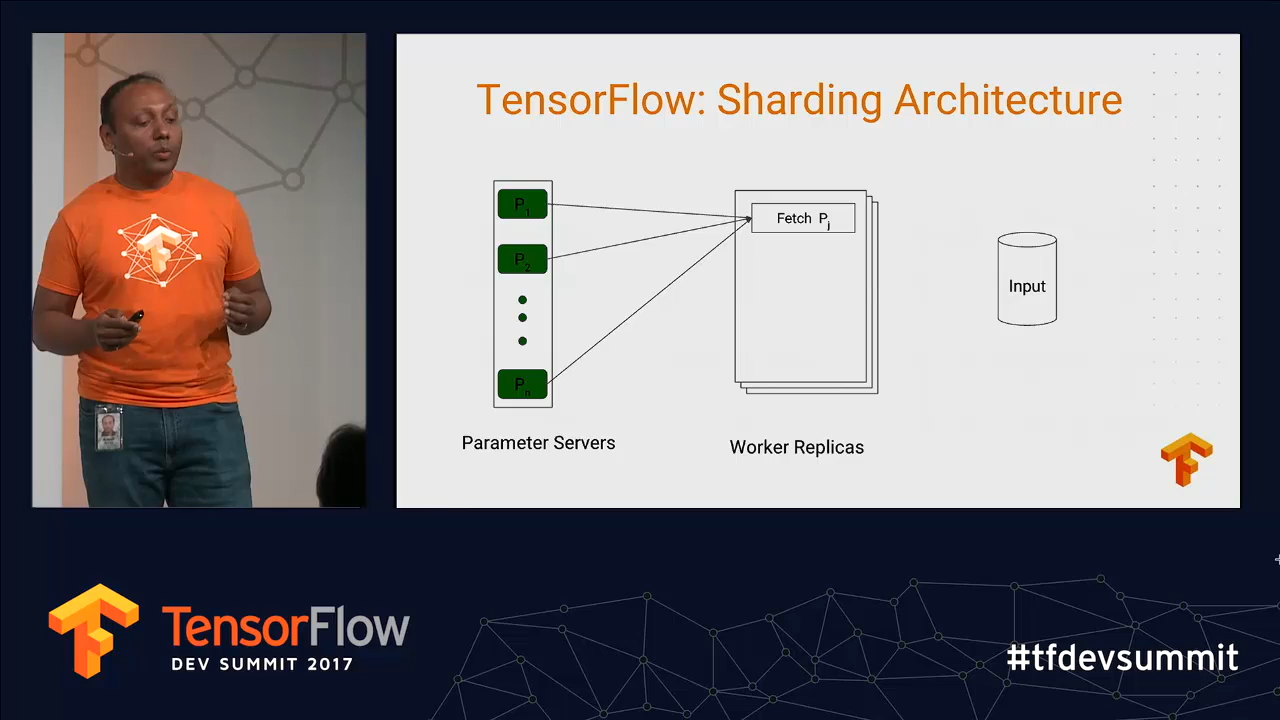 TensorFlow: Sharding Architecture
P1
P2
Pn
Fetch Pj
Input
Parameter Servers
Worker Replicas
TensorFlow
DEV SUMMIT 2017
#tfdevsummit